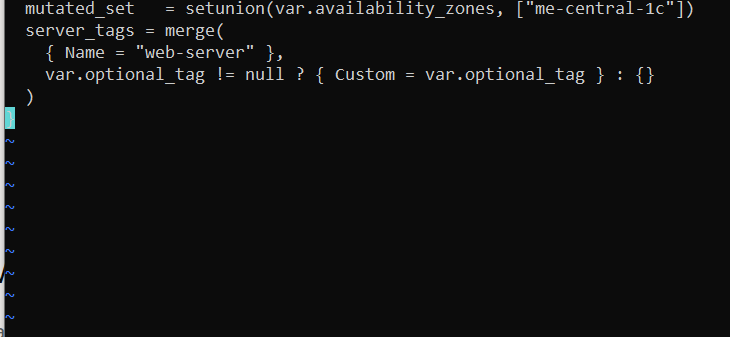 mutated_set   = setunion(var.availability_zones, ["me-central-1c"])
server_tags = merge(
{ Name = "web-server" },
var.optional_tag != null ? { Custom = var.optional_tag } : {}
)
}
~
~
~
~
~
~
~
~
~